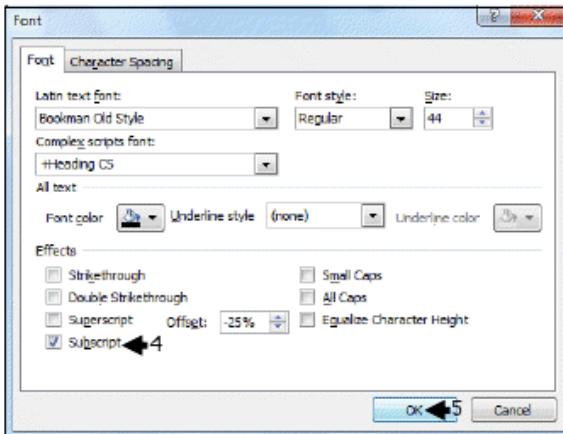 Font
Font Character Spacing
Latin text font: Font style: Size:
Bookman Old Style Regular 44
Complex scripts font:
+Heading CS
All text
Font color Underline style (none) Underline color
Effects
Strikethrough Small Caps
Double Strikethrough All Caps
Superscript Offset: -25% Equalize Character Height
Subscript 4
OK 5 Cancel